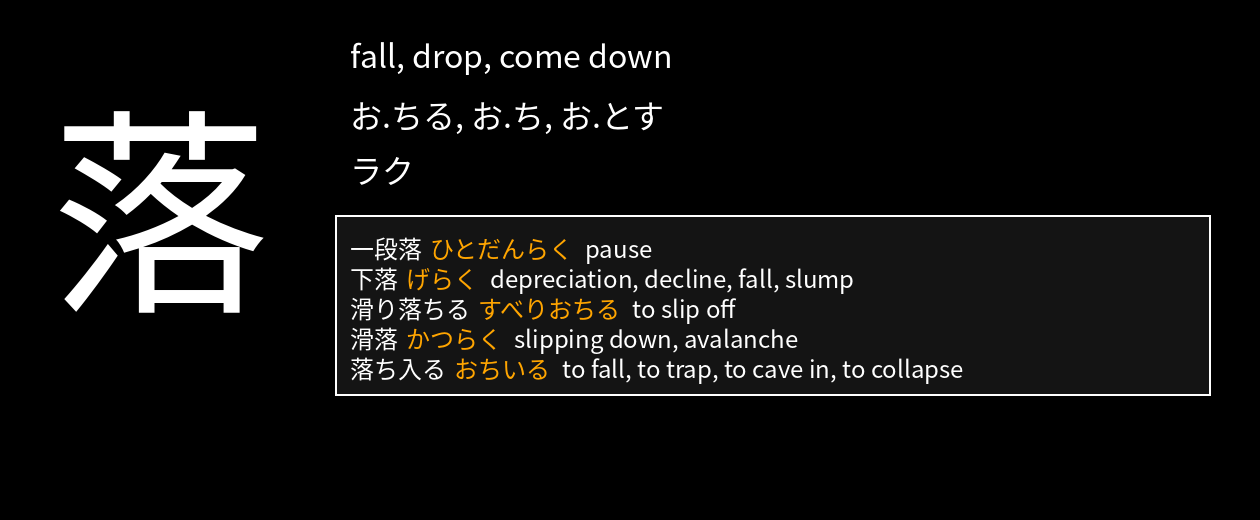 落
fall, drop, come down
お.ちる, お.ち, お.とす
ラク
一段落 ひとだんらく pause
下落 げらく depreciation, decline, fall, slump
滑り落ちる すべりおちる to slip off
滑落 かつらく slipping down, avalanche
落ち入る おちいる to fall, to trap, to cave in, to collapse